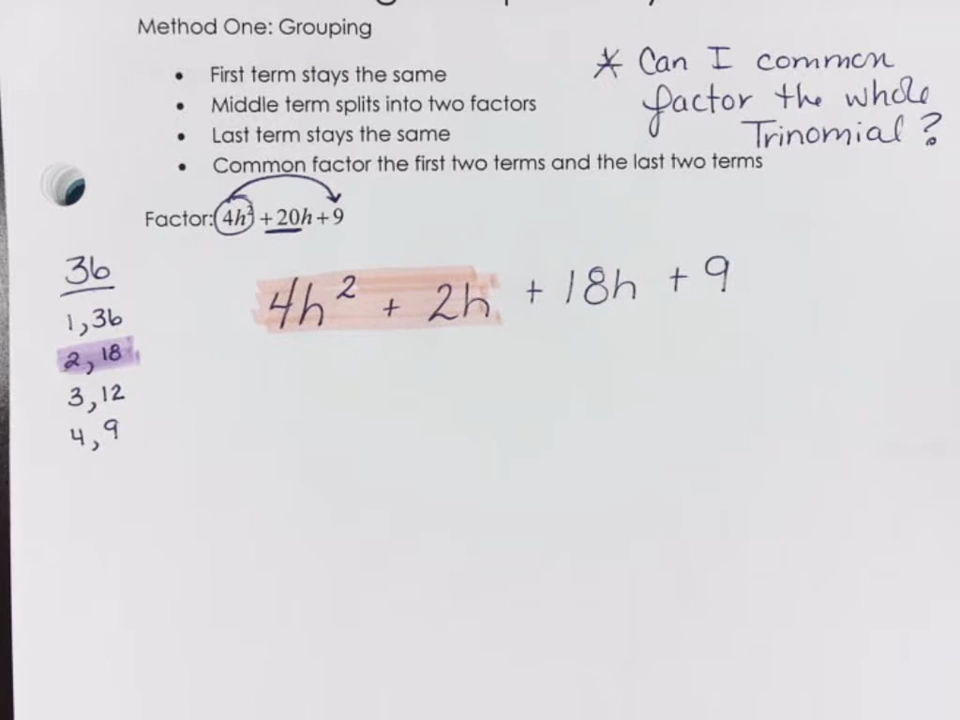 Method One: Grouping
• First term stays the same
• Middle term splits into two factors
• Last term stays the same
• Common factor the first two terms and the last two terms
* Can I common
factor the whole
Trinomial?
Factor: 4h² + 20h + 9
36
1, 36
2, 18
3, 12
4, 9
4h² + 2h + 18h + 9